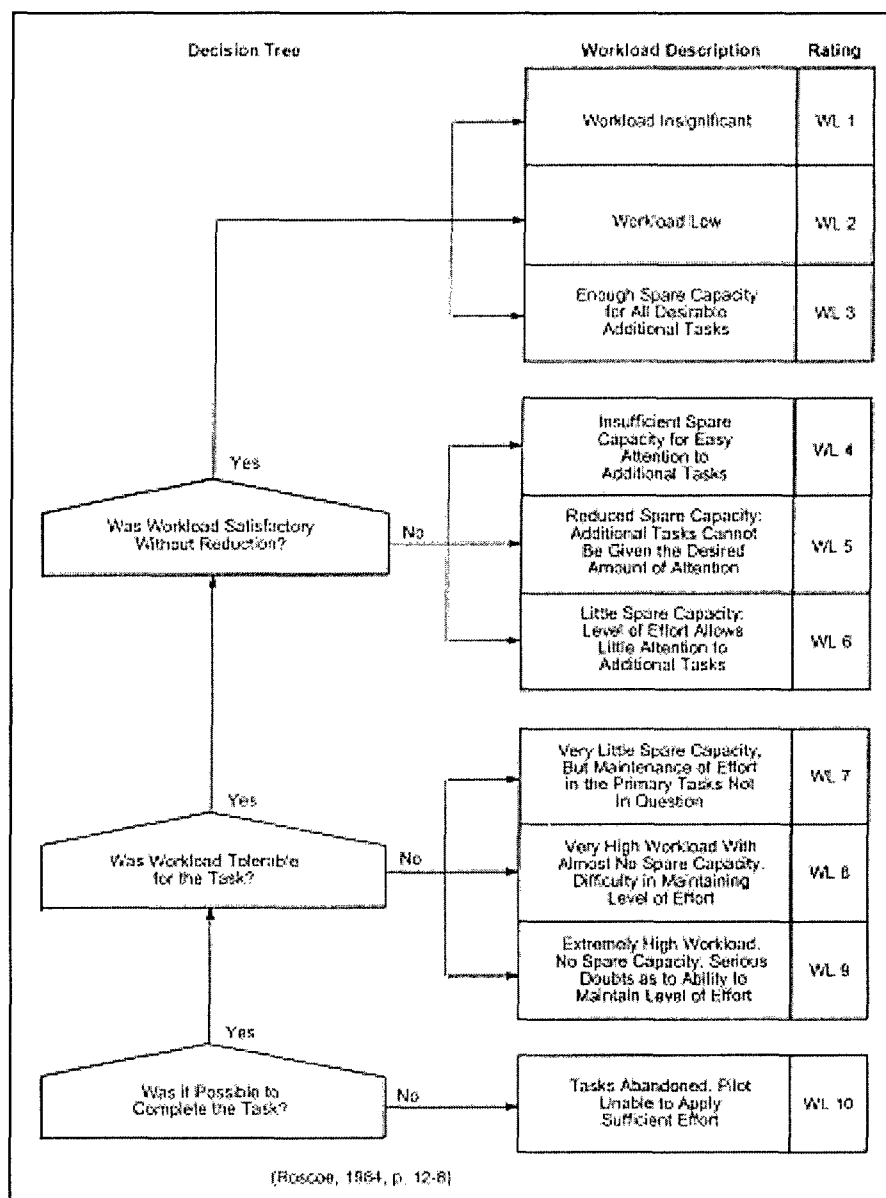 Decision Tree
Workload Description
Rating
Workload Insignificant
WL 1
Workload Low
WL 2
Enough Spare Capacity
for All Desirable
Additional Tasks
WL 3
Insufficient Spare
Capacity for Easy
Attention to
Additional Tasks
WL 4
Yes
Was Workload Satisfactory
Without Reduction?
No
Reduced Spare Capacity:
Additional Tasks Cannot
Be Given the Desired
Amount of Attention
WL 5
Little Spare Capacity:
Level of Effort Allows
Little Attention to
Additional Tasks
WL 6
Very Little Spare Capacity,
But Maintenance of Effort
in the Primary Tasks Not
In Question
WL 7
Yes
Was Workload Tolerable
for the Task?
No
Very High Workload With
Almost No Spare Capacity.
Difficulty in Maintaining
Level of Effort
WL 8
Extremely High Workload.
No Spare Capacity. Serious
Doubts as to Ability to
Maintain Level of Effort
WL 9
Yes
Was it Possible to
Complete the Task?
No
Tasks Abandoned. Pilot
Unable to Apply
Sufficient Effort
WL 10
(Roscoe, 1984, p. 12-8)